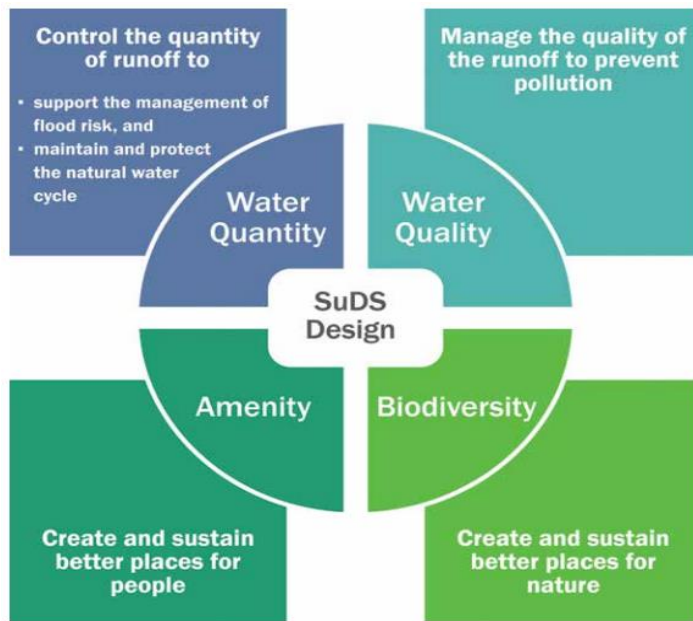 Control the quantity
of runoff to
▪ support the management of
flood risk, and
▪ maintain and protect
the natural water
cycle
Manage the quality of
the runoff to prevent
pollution
Water
Quantity
Water
Quality
SuDS
Design
Amenity
Biodiversity
Create and sustain
better places for
people
Create and sustain
better places for
nature